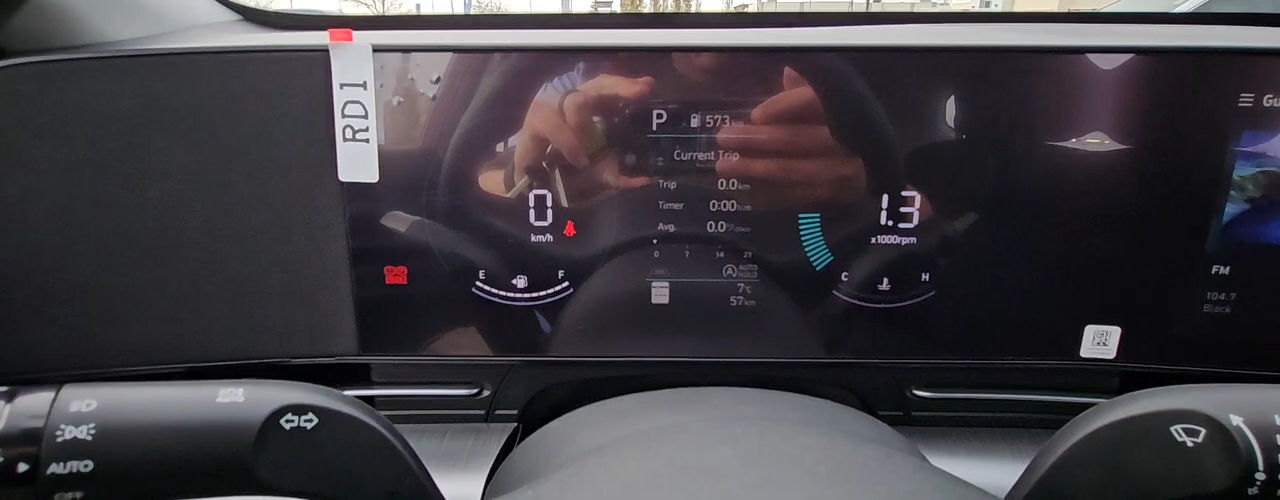 RD1
P 573
Current Trip
Trip 0.0 km
Timer 0:00
Avg. 0.0
0 7 14 21
0
km/h
1.3
x1000rpm
E F
C H
AUTO
HOLD
7°C
57 km
FM
104.7
Black
AUTO
OFF